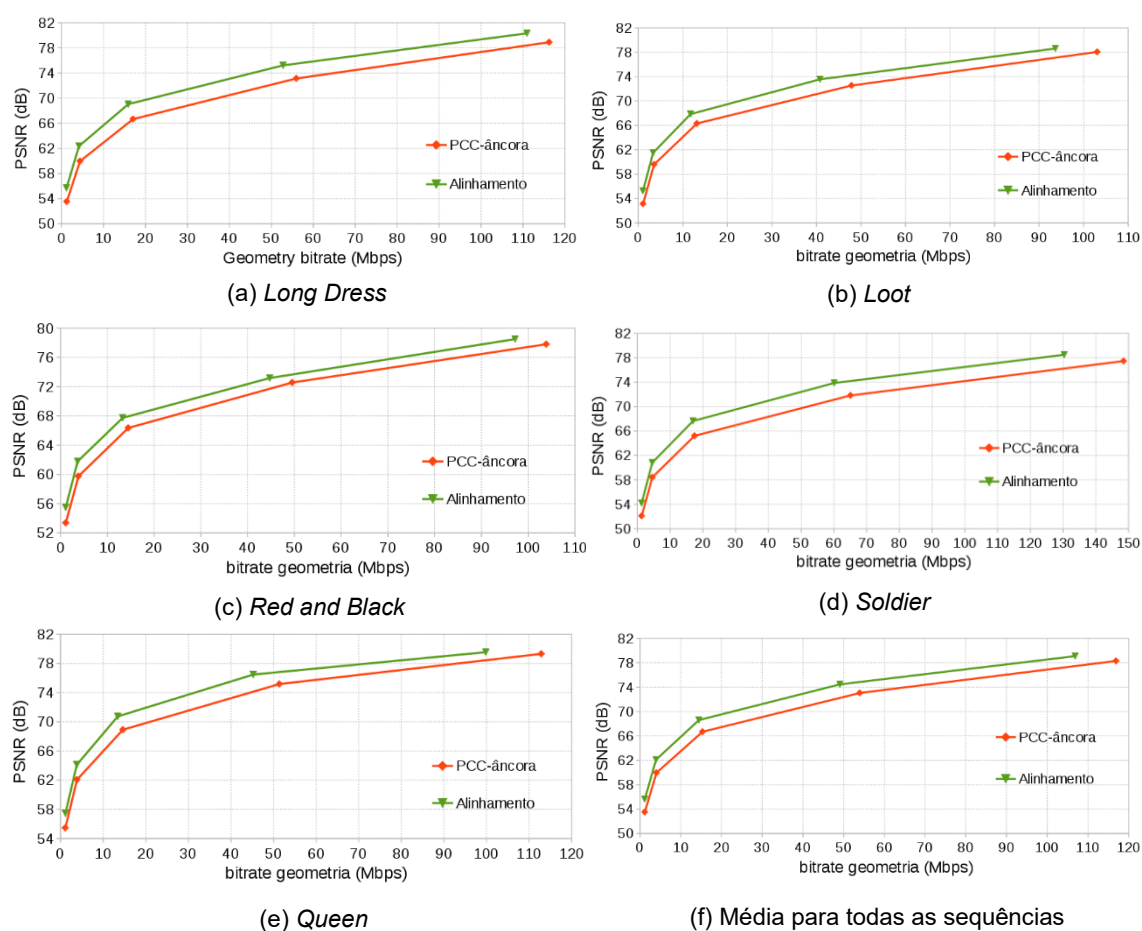 82
78
74
70
66
62
58
54
50
PSNR (dB)
PCC-âncora
Alinhamento
0 10 20 30 40 50 60 70 80 90 100 110 120
Geometry bitrate (Mbps)
(a) Long Dress
82
78
74
70
66
62
58
54
50
PSNR (dB)
PCC-âncora
Alinhamento
0 10 20 30 40 50 60 70 80 90 100 110
bitrate geometria (Mbps)
(b) Loot
80
76
72
68
64
60
56
52
PSNR (dB)
PCC-âncora
Alinhamento
0 10 20 30 40 50 60 70 80 90 100 110
bitrate geometria (Mbps)
(c) Red and Black
82
78
74
70
66
62
58
54
50
PSNR (dB)
PCC-âncora
Alinhamento
0 10 20 30 40 50 60 70 80 90 100 110 120 130 140 150
bitrate geometria (Mbps)
(d) Soldier
82
78
74
70
66
62
58
54
PSNR (dB)
PCC-âncora
Alinhamento
0 10 20 30 40 50 60 70 80 90 100 110 120
bitrate geometria (Mbps)
(e) Queen
82
78
74
70
66
62
58
54
50
PSNR (dB)
PCC-âncora
Alinhamento
0 10 20 30 40 50 60 70 80 90 100 110 120
bitrate geometria (Mbps)
(f) Média para todas as sequências